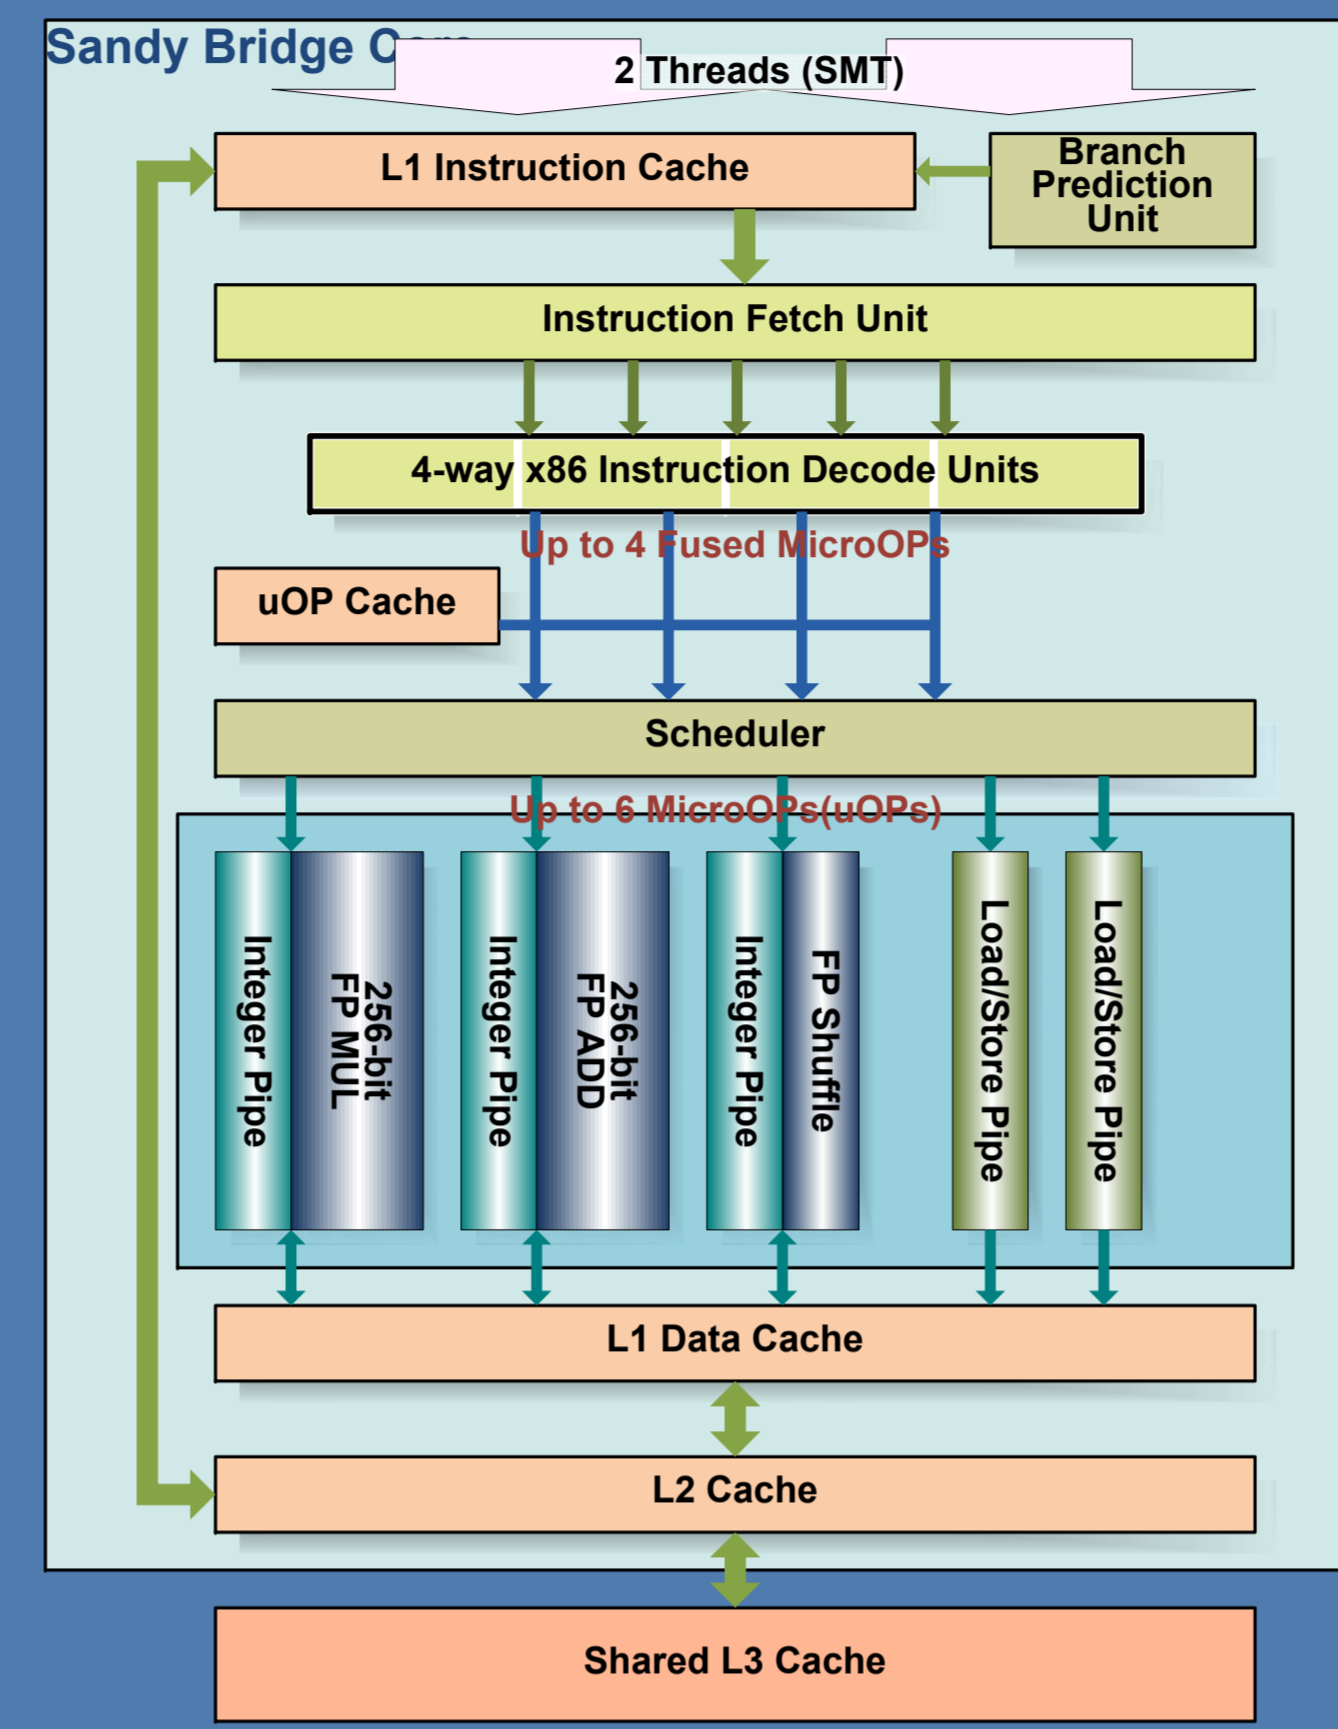 Sandy Bridge Core
2 Threads (SMT)
L1 Instruction Cache
Branch
Prediction
Unit
Instruction Fetch Unit
4-way x86 Instruction Decode Units
Up to 4 Fused MicroOPs
uOP Cache
Scheduler
Up to 6 MicroOPs(uOPs)
Integer Pipe
256-bit
FP MUL
Integer Pipe
256-bit
FP ADD
Integer Pipe
FP Shuffle
Load/Store Pipe
Load/Store Pipe
L1 Data Cache
L2 Cache
Shared L3 Cache